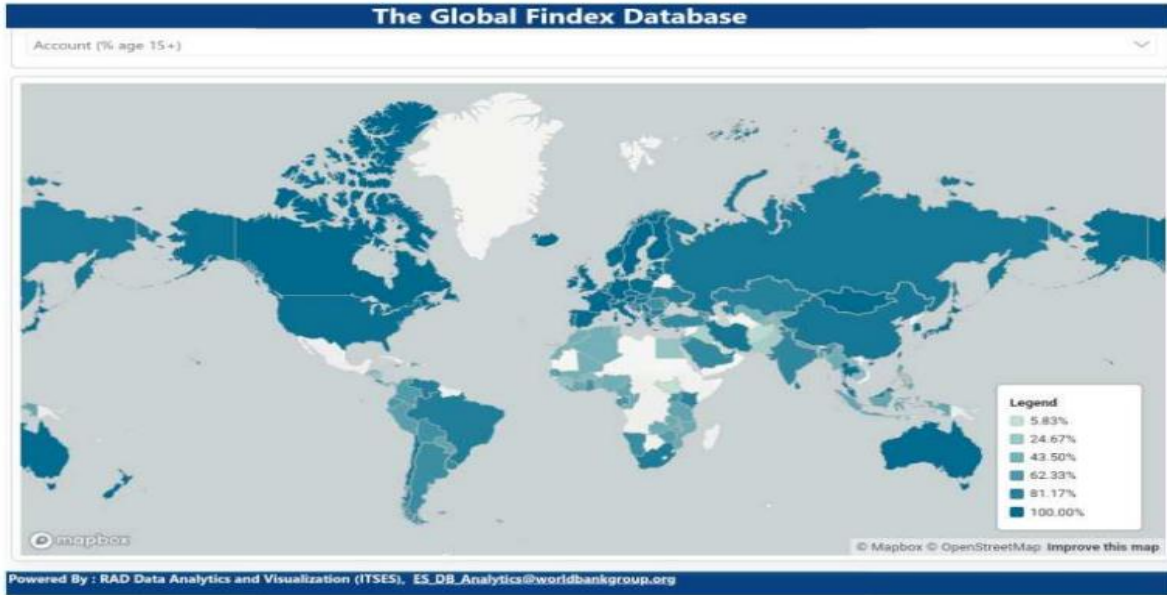 The Global Findex Database
Account (% age 15+)
Legend
5.83%
24.67%
43.50%
62.33%
81.17%
100.00%
mapbox
© Mapbox © OpenStreetMap Improve this map
Powered By : RAD Data Analytics and Visualization (ITSES), ES_DB_Analytics@worldbankgroup.org